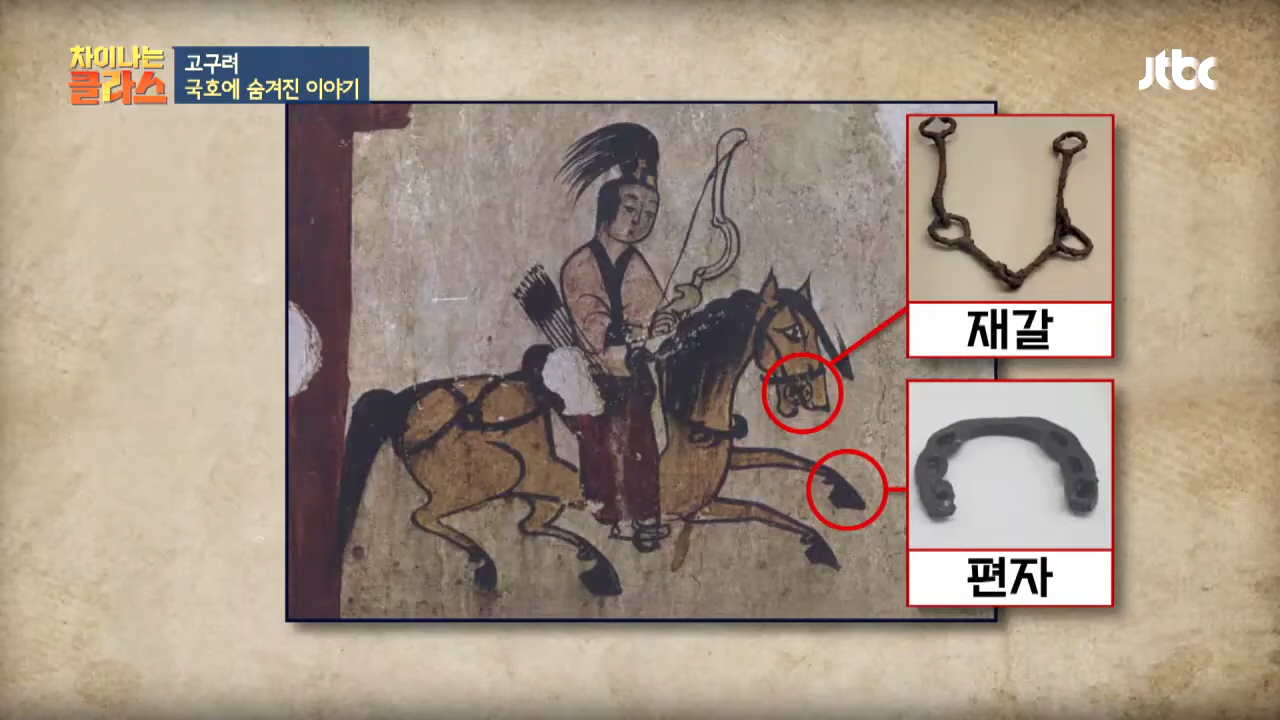 차이나는
클라스
고구려
국호에 숨겨진 이야기
jtbc
재갈
편자